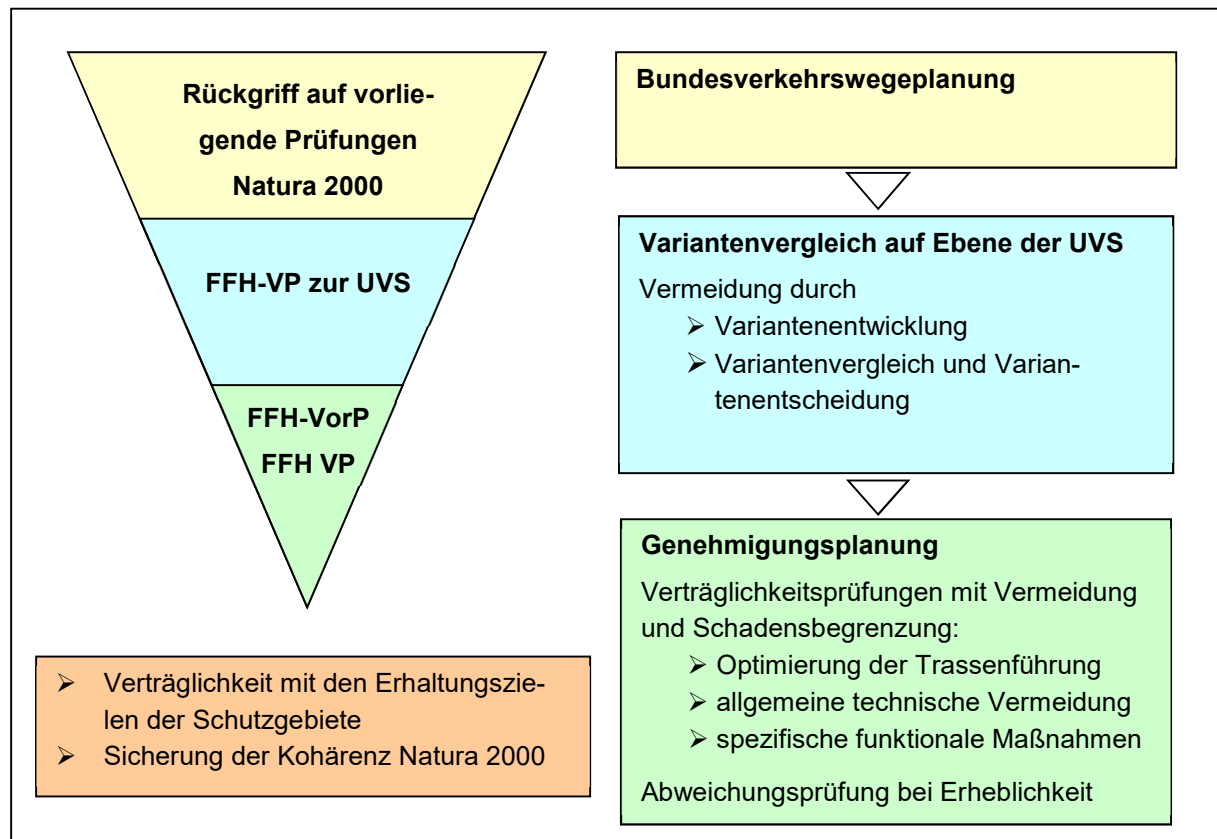 Rückgriff auf vorlie-
gende Prüfungen
Natura 2000
FFH-VP zur UVS
FFH-VorP
FFH VP
➢ Verträglichkeit mit den Erhaltungszie-
len der Schutzgebiete
➢ Sicherung der Kohärenz Natura 2000
Bundesverkehrswegeplanung
Variantenvergleich auf Ebene der UVS
Vermeidung durch
➢ Variantenentwicklung
➢ Variantenvergleich und Varian-
tenentscheidung
Genehmigungsplanung
Verträglichkeitsprüfungen mit Vermeidung
und Schadensbegrenzung:
➢ Optimierung der Trassenführung
➢ allgemeine technische Vermeidung
➢ spezifische funktionale Maßnahmen
Abweichungsprüfung bei Erheblichkeit